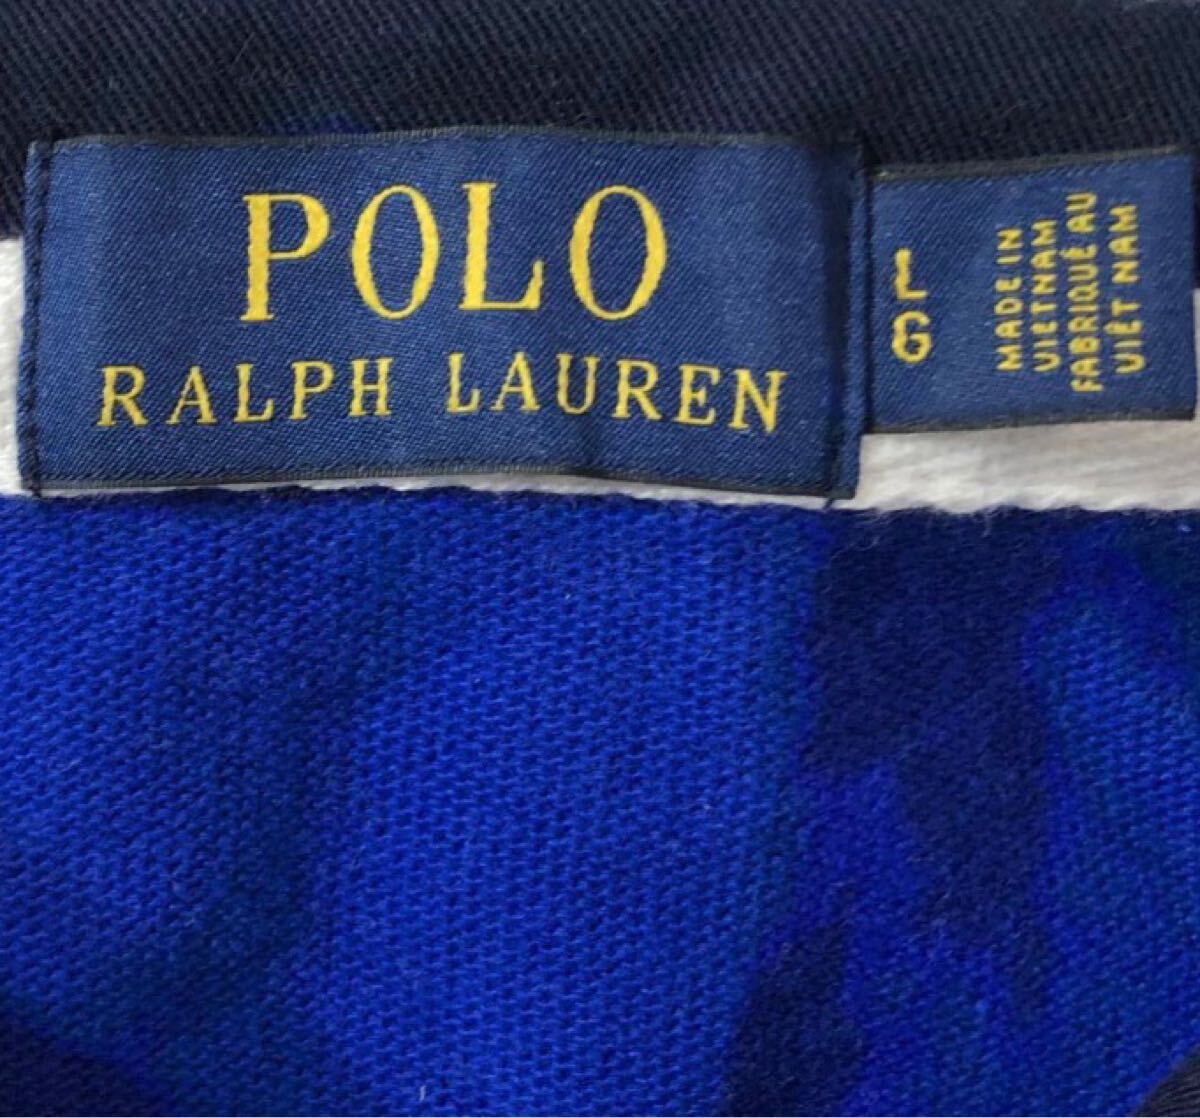 POLO
RALPH LAUREN
L
G
MADE IN
VIETNAM
FABRIQUÉ AU
VIÊT NAM